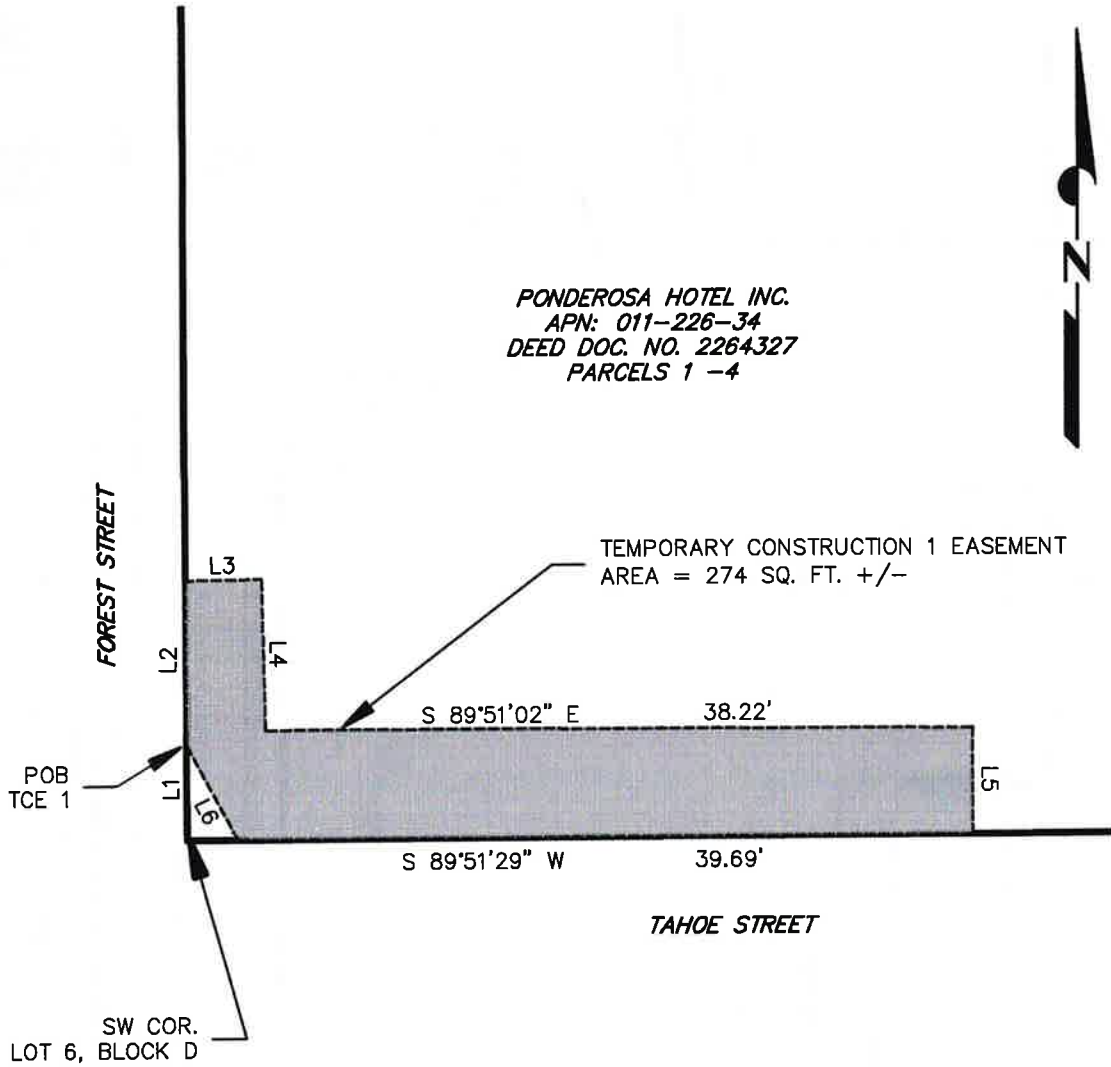 N
PONDEROSA HOTEL INC.
APN: 011-226-34
DEED DOC. NO. 2264327
PARCELS 1 -4
FOREST STREET
TEMPORARY CONSTRUCTION 1 EASEMENT
AREA = 274 SQ. FT. +/-
L3
L2
L4
S 89°51'02" E 38.22'
POB
TCE 1
L1
L6
L5
S 89°51'29" W 39.69'
TAHOE STREET
SW COR.
LOT 6, BLOCK D